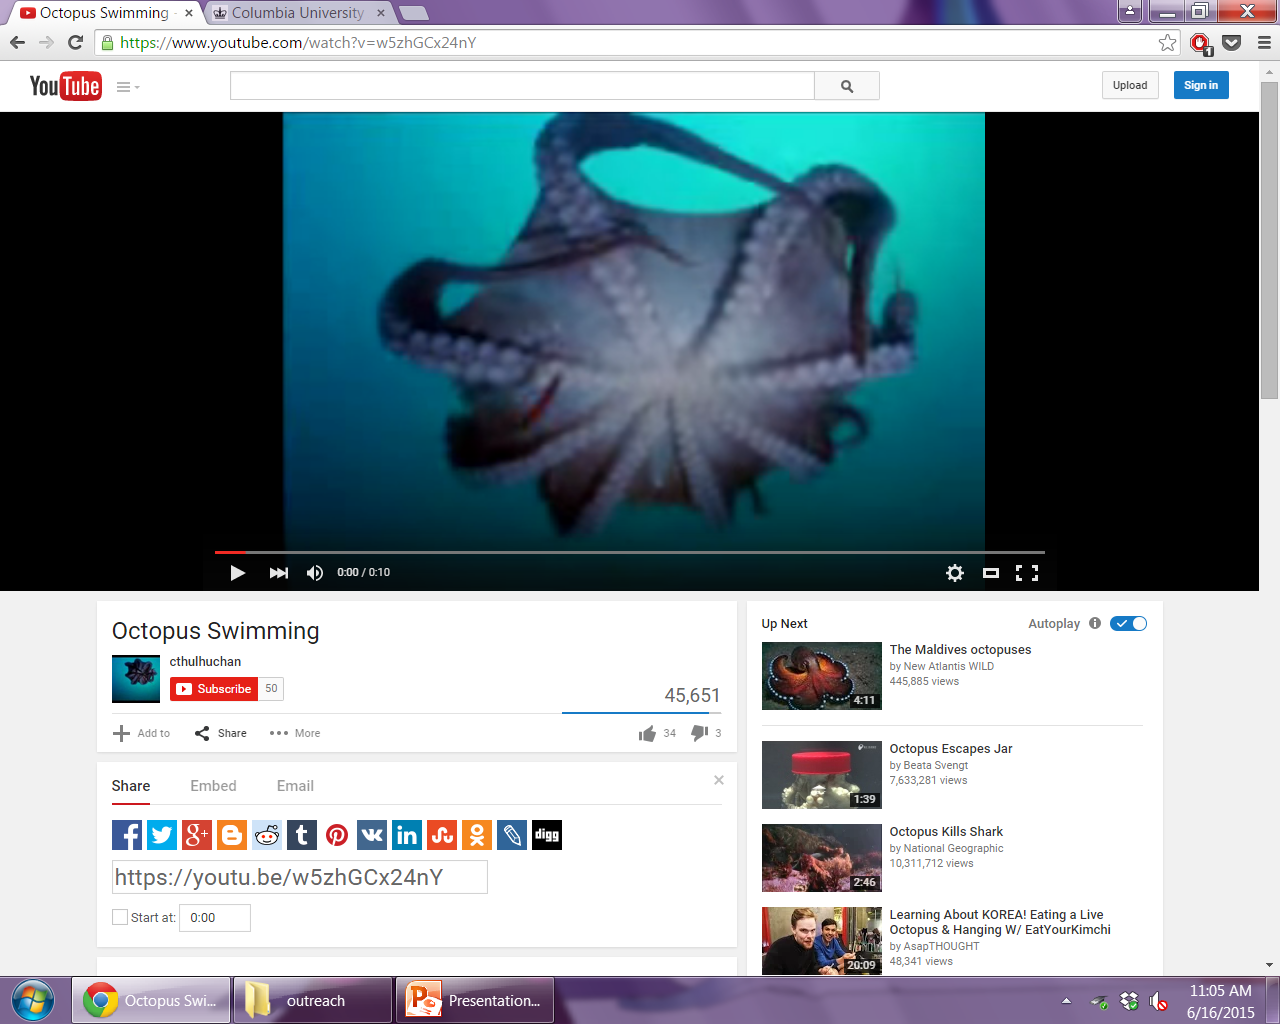 Octopus Swimming
Columbia University
https://www.youtube.com/watch?v=w5zhGCx24nY
1
YouTube
Upload
Sign in
0:00 / 0:10
Octopus Swimming
cthulhuchan
Subscribe 50
45,651
Add to Share More 34 3
Share Embed Email
g+ t in digg
https://youtu.be/w5zhGCx24nY
Start at: 0:00
Up Next Autoplay
The Maldives octopuses
by New Atlantis WILD
445,885 views
4:11
Octopus Escapes Jar
by Beata Svengt
7,633,281 views
1:39
Octopus Kills Shark
by National Geographic
10,311,712 views
2:46
Learning About KOREA! Eating a Live
Octopus & Hanging W/ EatYourKimchi
by AsapTHOUGHT
48,341 views
20:09
Octopus Swi...
outreach
Presentation...
11:05 AM
6/16/2015